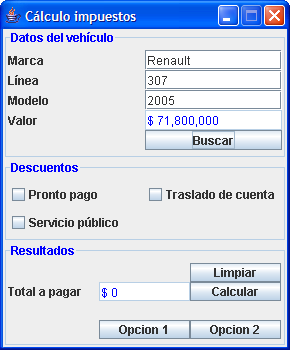 Cálculo impuestos
Datos del vehículo
Marca Renault
Línea 307
Modelo 2005
Valor $ 71,800,000
Buscar
Descuentos
Pronto pago Traslado de cuenta
Servicio público
Resultados
Limpiar
Total a pagar $ 0 Calcular
Opcion 1 Opcion 2